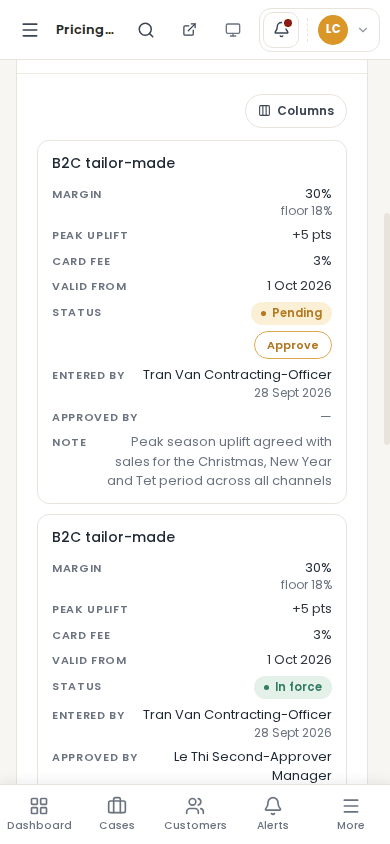 Pricing...
LC
Columns
B2C tailor-made
MARGIN 30%
floor 18%
PEAK UPLIFT +5 pts
CARD FEE 3%
VALID FROM 1 Oct 2026
STATUS Pending
Approve
ENTERED BY Tran Van Contracting-Officer
28 Sept 2026
APPROVED BY —
NOTE Peak season uplift agreed with
sales for the Christmas, New Year
and Tet period across all channels
B2C tailor-made
MARGIN 30%
floor 18%
PEAK UPLIFT +5 pts
CARD FEE 3%
VALID FROM 1 Oct 2026
STATUS In force
ENTERED BY Tran Van Contracting-Officer
28 Sept 2026
APPROVED BY Le Thi Second-Approver
Manager
Dashboard Cases Customers Alerts More